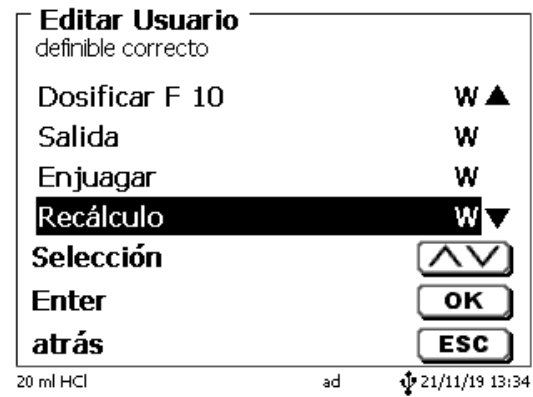 Editar Usuario
definible correcto
Dosificar F 10 W ▲
Salida W
Enjuagar W
Recálculo W ▼
Selección
Enter OK
atrás ESC
20 ml HCl ad 21/11/19 13:34